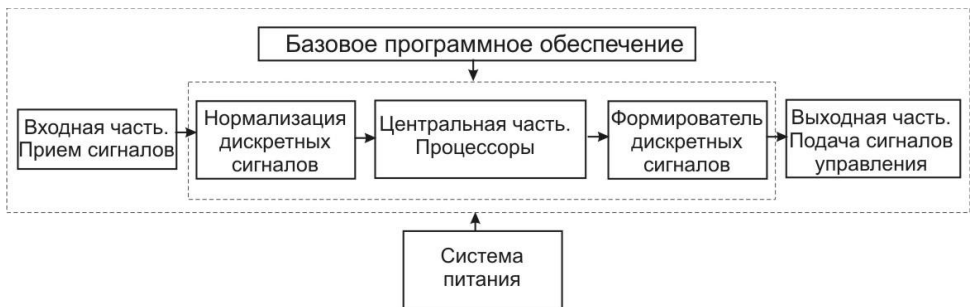 Базовое программное обеспечение
Входная часть.
Прием сигналов
Нормализация
дискретных
сигналов
Центральная часть.
Процессоры
Формирователь
дискретных
сигналов
Выходная часть.
Подача сигналов
управления
Система
питания